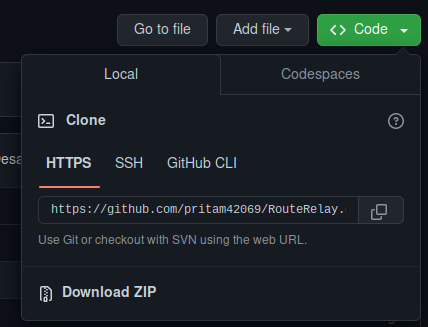 Go to file Add file Code
Local Codespaces
Clone
HTTPS SSH GitHub CLI
https://github.com/pritam42069/RouteRelay.
Use Git or checkout with SVN using the web URL.
Download ZIP